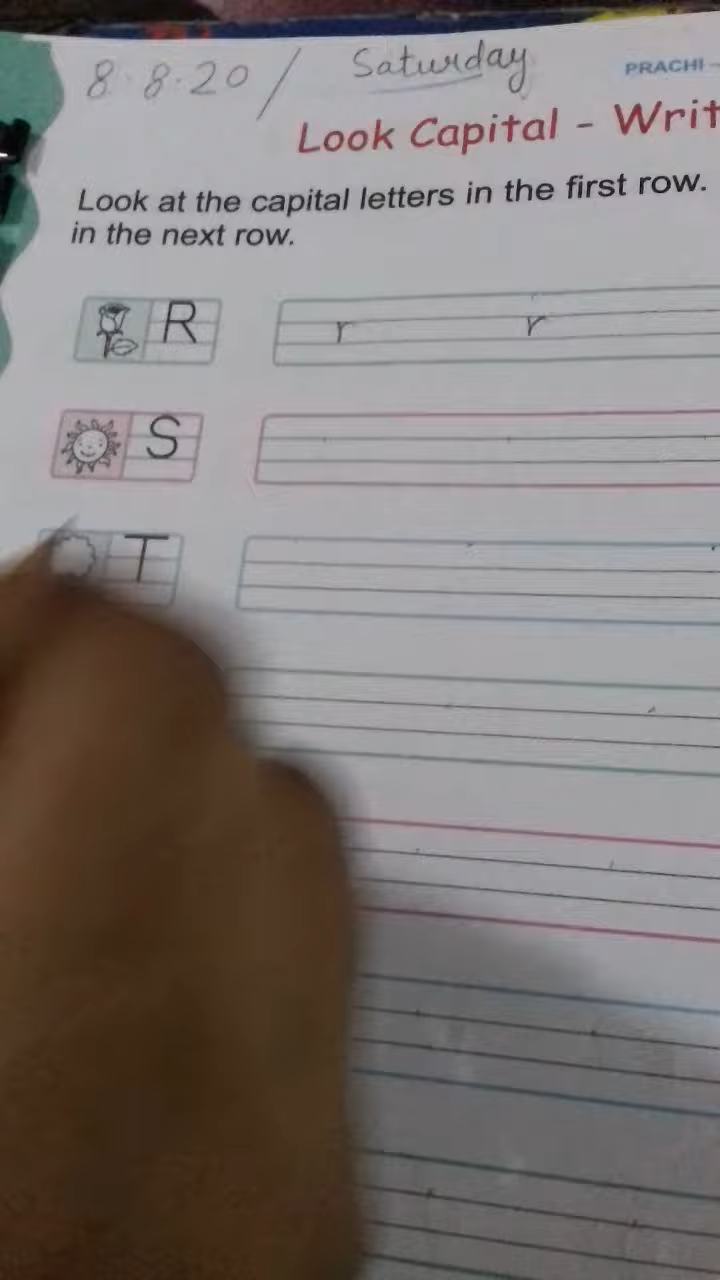 8.8.20 / Saturday
PRACHI -
Look Capital - Writ
Look at the capital letters in the first row.
in the next row.
R r r
S
T